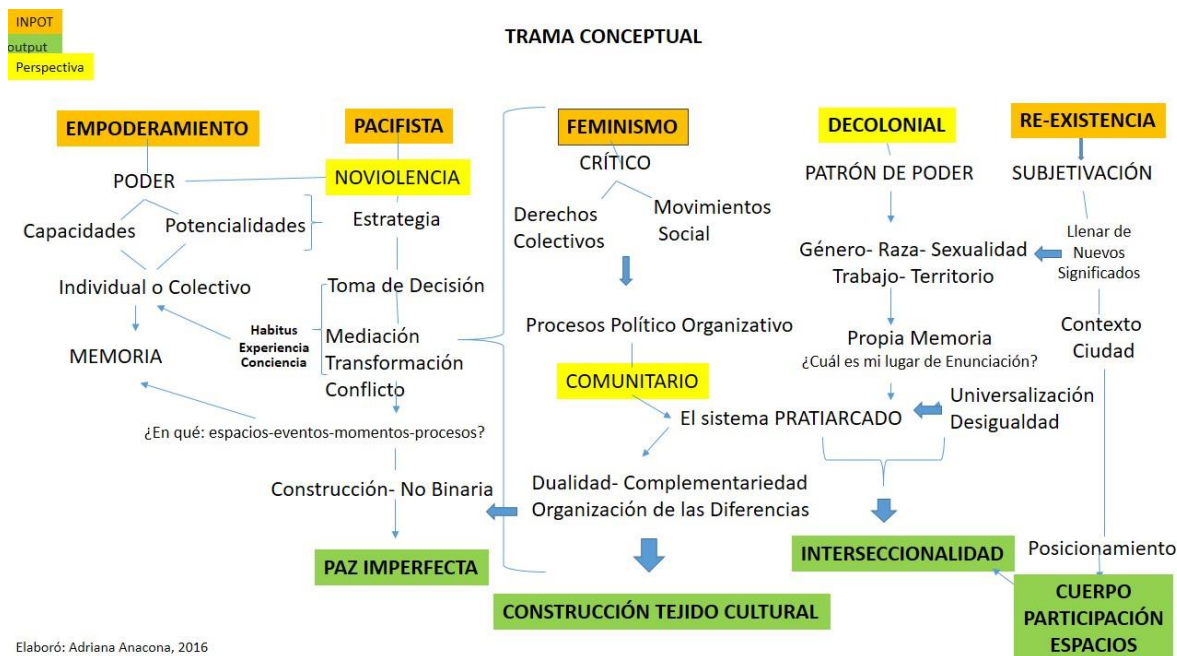 INPOT
output
Perspectiva
TRAMA CONCEPTUAL
EMPODERAMIENTO
PODER
Capacidades
Potencialidades
Individual o Colectivo
MEMORIA
Habitus
Experiencia
Conciencia
PACIFISTA
NOVIOLENCIA
Estrategia
Toma de Decisión
Mediación
Transformación
Conflicto
¿En qué: espacios-eventos-momentos-procesos?
Construcción- No Binaria
PAZ IMPERFECTA
FEMINISMO
CRÍTICO
Derechos
Colectivos
Movimientos
Social
Procesos Político Organizativo
COMUNITARIO
El sistema PRATIARCADO
Dualidad- Complementariedad
Organización de las Diferencias
CONSTRUCCIÓN TEJIDO CULTURAL
DECOLONIAL
PATRÓN DE PODER
Género- Raza- Sexualidad
Trabajo- Territorio
Propia Memoria
¿Cuál es mi lugar de Enunciación?
Universalización
Desigualdad
INTERSECCIONALIDAD
RE-EXISTENCIA
SUBJETIVACIÓN
Llenar de
Nuevos
Significados
Contexto
Ciudad
Posicionamiento
CUERPO
PARTICIPACIÓN
ESPACIOS
Elaboró: Adriana Anacona, 2016